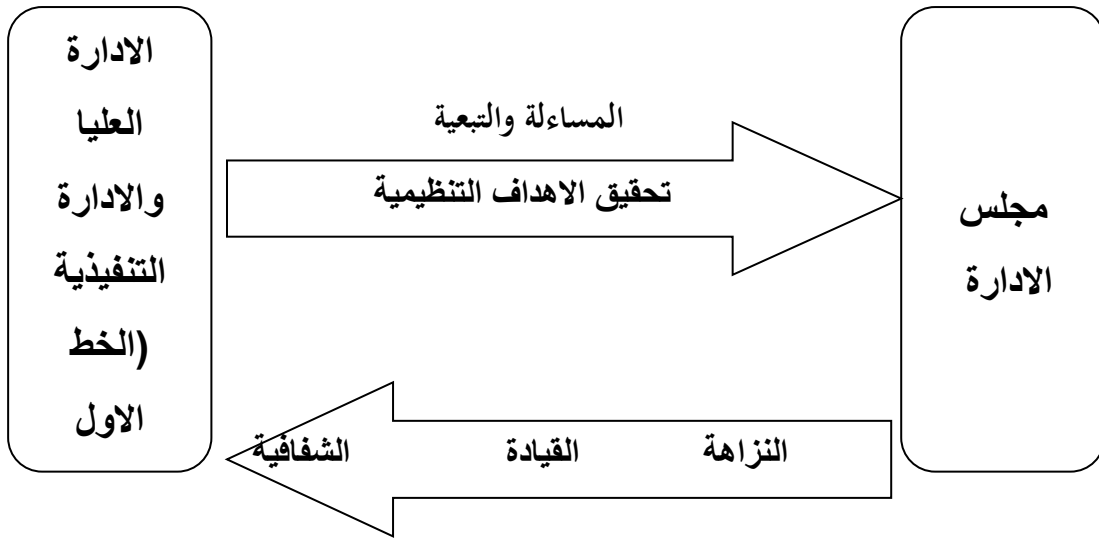 الادارة
العليا
والادارة
التنفيذية
(الخط
الاول
المساءلة والتبعية
تحقيق الاهداف التنظيمية
مجلس
الادارة
النزاهة القيادة الشفافية